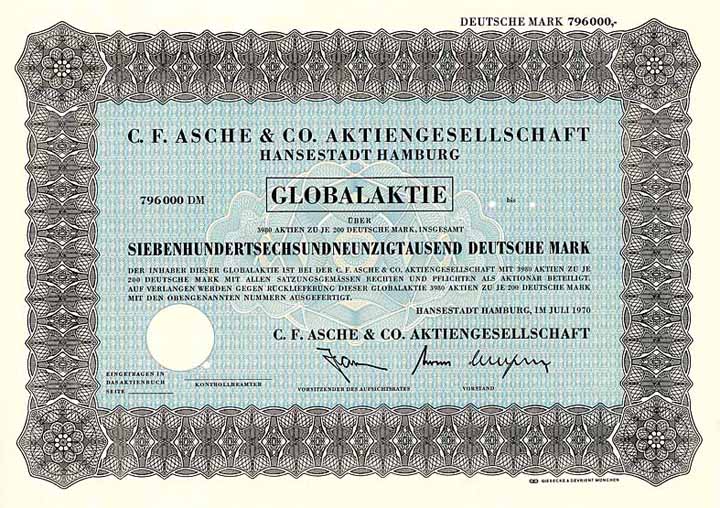 DEUTSCHE MARK 796000,-
C. F. ASCHE & CO. AKTIENGESELLSCHAFT
HANSESTADT HAMBURG
796000 DM GLOBALAKTIE bis
ÜBER
3980 AKTIEN ZU JE 200 DEUTSCHE MARK, INSGESAMT
SIEBENHUNDERTSECHSUNDNEUNZIGTAUSEND DEUTSCHE MARK
DER INHABER DIESER GLOBALAKTIE IST BEI DER C. F. ASCHE & CO. AKTIENGESELLSCHAFT MIT 3980 AKTIEN ZU JE
200 DEUTSCHE MARK MIT ALLEN SATZUNGSGEMÄSSEN RECHTEN UND PFLICHTEN ALS AKTIONÄR BETEILIGT.
AUF VERLANGEN WERDEN GEGEN RÜCKLIEFERUNG DIESER GLOBALAKTIE 3980 AKTIEN ZU JE 200 DEUTSCHE MARK
MIT DEN OBENGENANNTEN NUMMERN AUSGEFERTIGT.
HANSESTADT HAMBURG, IM JULI 1970
C. F. ASCHE & CO. AKTIENGESELLSCHAFT
EINGETRAGEN IN
DAS AKTIENBUCH
SEITE
KONTROLLBEAMTER
VORSITZENDER DES AUFSICHTSRATES
VORSTAND
GIESECKE & DEVRIENT MÜNCHEN